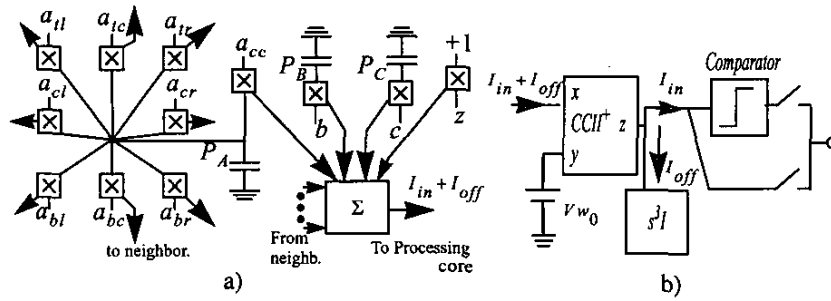 a_tl a_tc a_tr
a_cl a_cr
a_bl a_bc a_br
to neighbor.
a_cc
P_A
P_B
P_C
+1
b c z
Σ
I_in + I_off
From
neighb.
To Processing
core
a)
I_in + I_off
x
CCII+ z
y
Vw_0
I_in
I_off
s³I
Comparator
b)